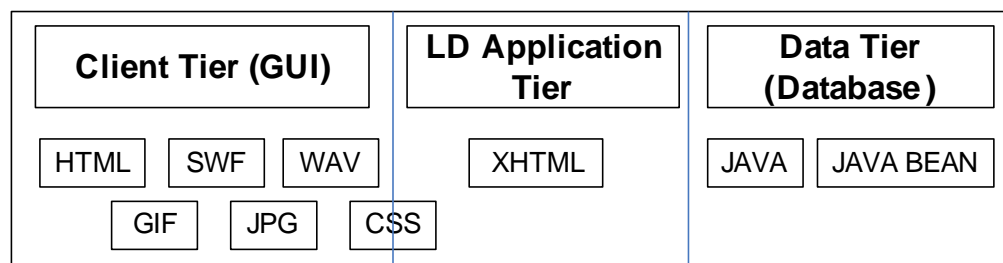 Client Tier (GUI)
LD Application
Tier
Data Tier
(Database)
HTML SWF WAV XHTML JAVA JAVA BEAN
GIF JPG CSS